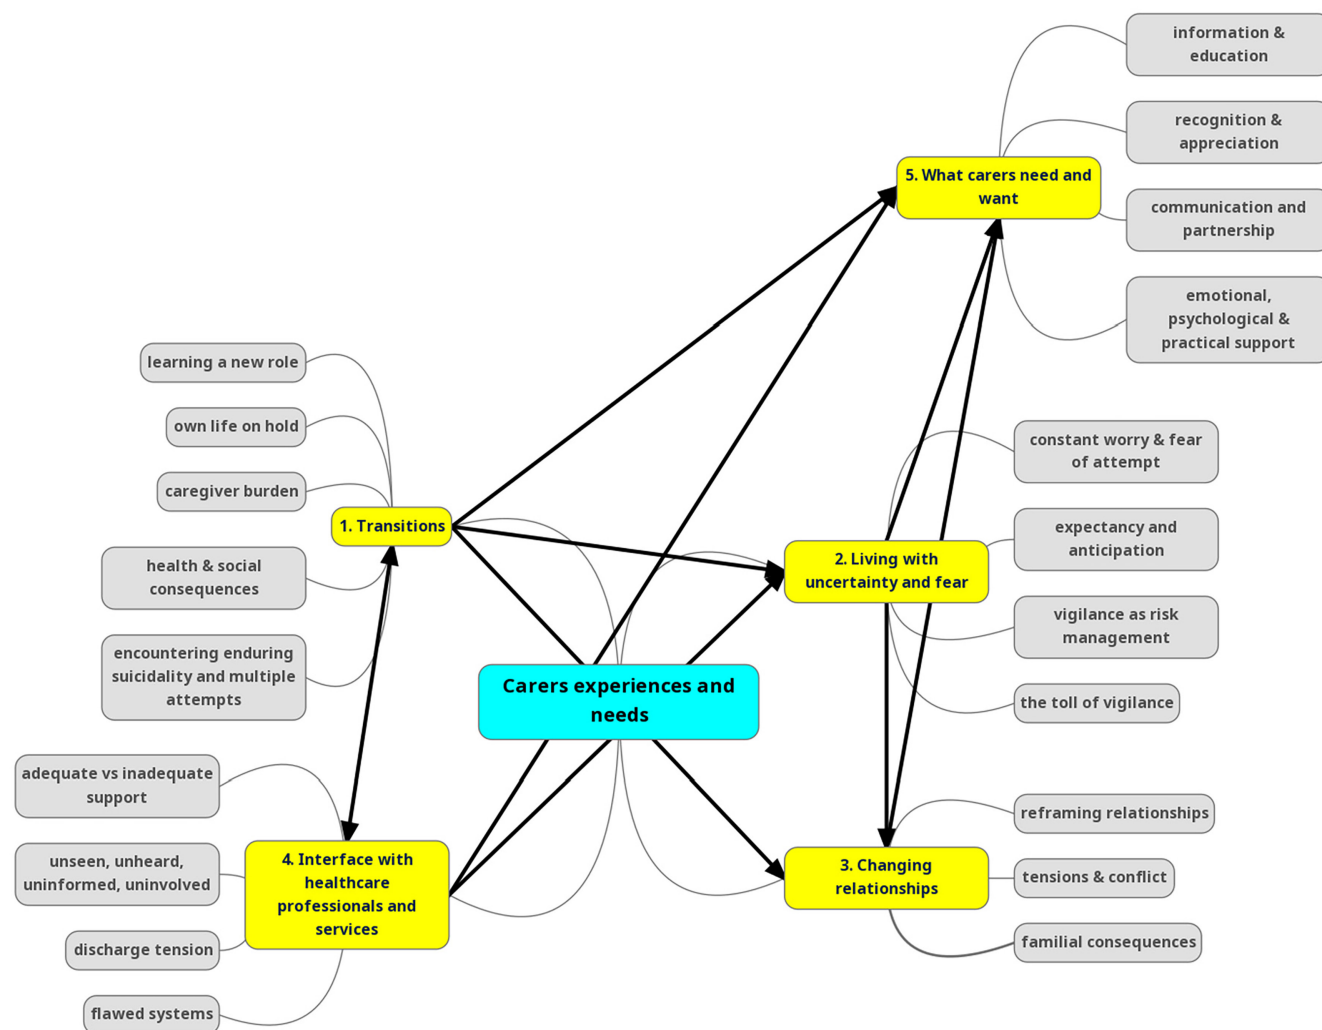 information &
education
recognition &
appreciation
5. What carers need and
want
communication and
partnership
emotional,
psychological &
practical support
learning a new role
own life on hold
caregiver burden
1. Transitions
health & social
consequences
encountering enduring
suicidality and multiple
attempts
constant worry & fear
of attempt
expectancy and
anticipation
2. Living with
uncertainty and fear
vigilance as risk
management
the toll of vigilance
Carers experiences and
needs
adequate vs inadequate
support
unseen, unheard,
uninformed, uninvolved
discharge tension
flawed systems
4. Interface with
healthcare
professionals and
services
reframing relationships
3. Changing
relationships
tensions & conflict
familial consequences